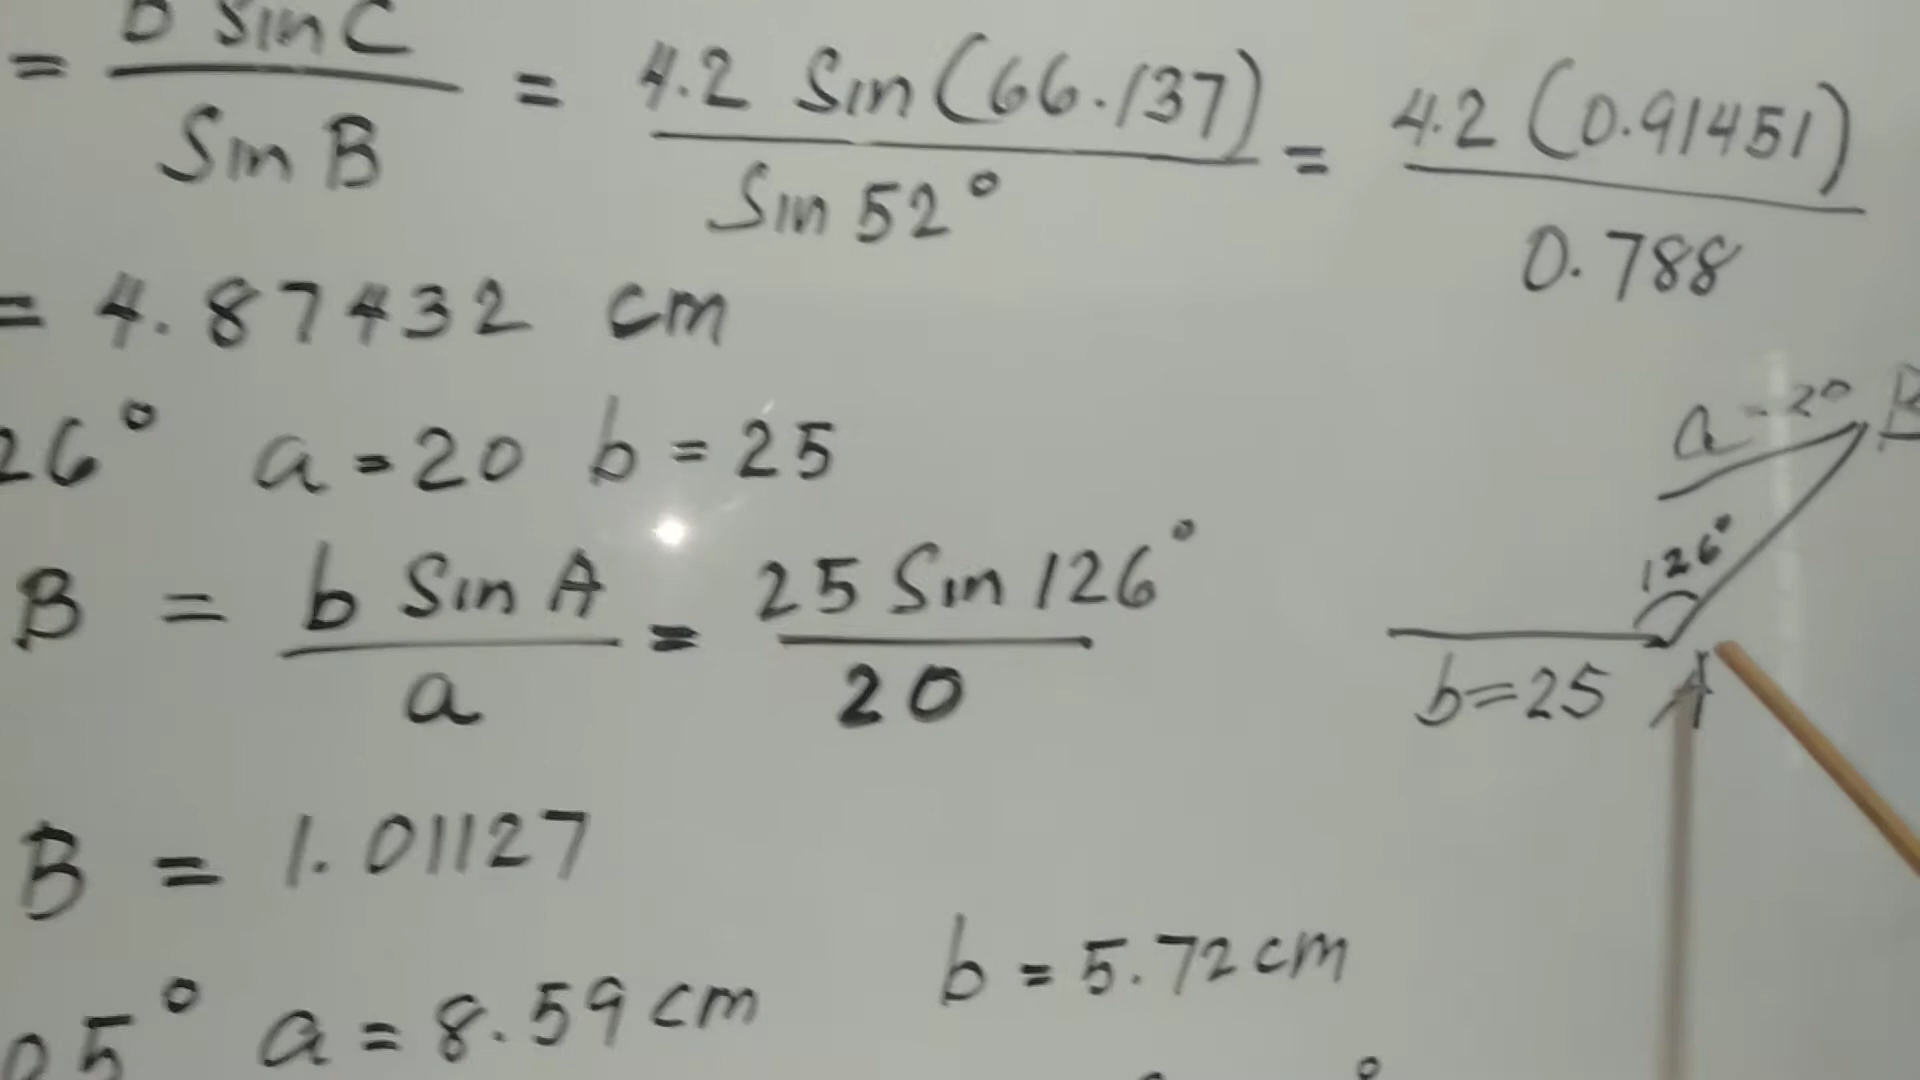 = b Sin C / Sin B = 4.2 Sin(66.137) / Sin 52° = 4.2 (0.91451) / 0.788
= 4.87432 cm
26° a = 20 b = 25
a = 20 B
126°
b = 25 A
B = b Sin A / a = 25 Sin 126° / 20
B = 1.01127
b = 5.72 cm
05° a = 8.59 cm